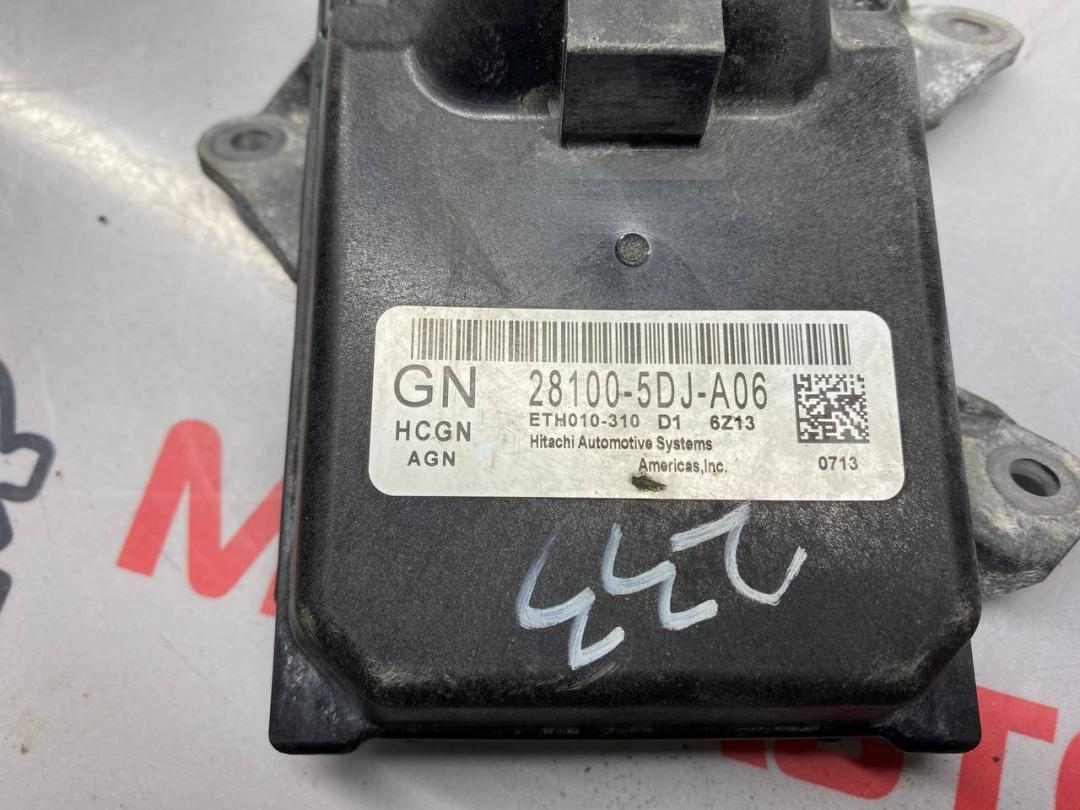 GN 28100-5DJ-A06
HCGN ETH010-310 D1 6Z13
AGN Hitachi Automotive Systems
Americas,Inc. 0713